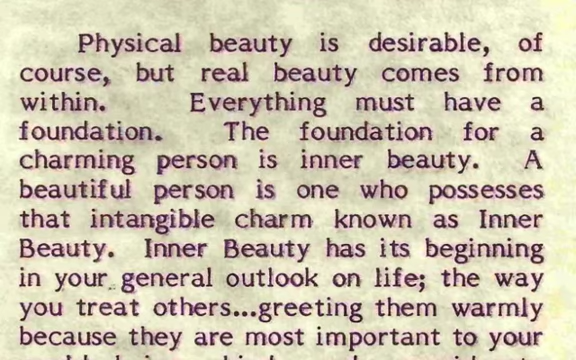 Physical beauty is desirable, of
course, but real beauty comes from
within. Everything must have a
foundation. The foundation for a
charming person is inner beauty. A
beautiful person is one who possesses
that intangible charm known as Inner
Beauty. Inner Beauty has its beginning
in your general outlook on life; the way
you treat others...greeting them warmly
because they are most important to your